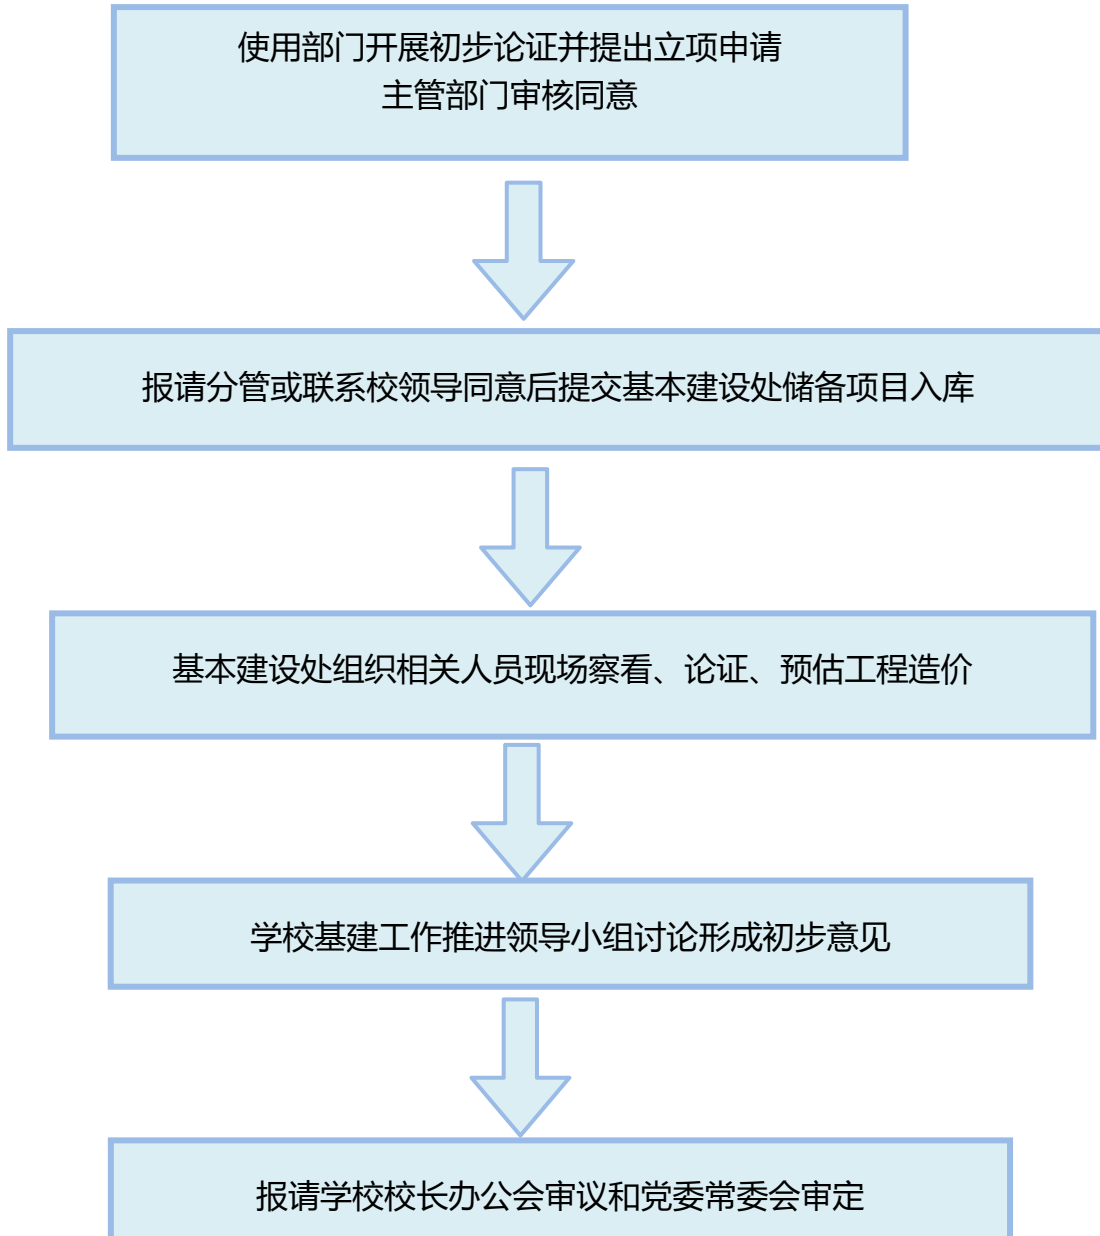 使用部门开展初步论证并提出立项申请
主管部门审核同意
报请分管或联系校领导同意后提交基本建设处储备项目入库
基本建设处组织相关人员现场察看、论证、预估工程造价
学校基建工作推进领导小组讨论形成初步意见
报请学校校长办公会审议和党委常委会审定